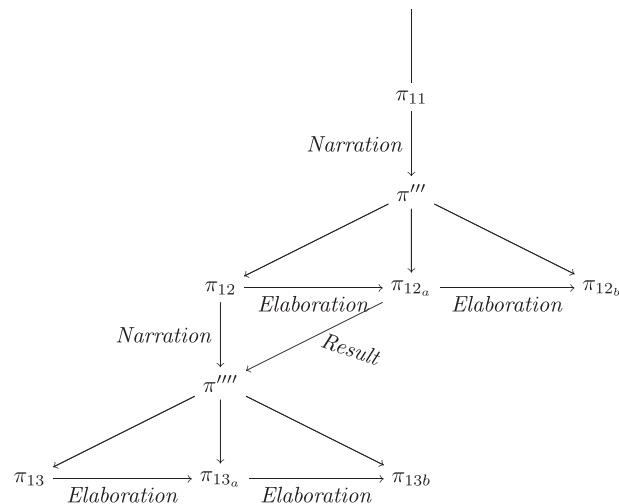 π₁₁
Narration
π′′′
π₁₂ π₁₂ₐ π₁₂b
Elaboration Elaboration
Narration Result
π′′′′
π₁₃ π₁₃ₐ π₁₃b
Elaboration Elaboration